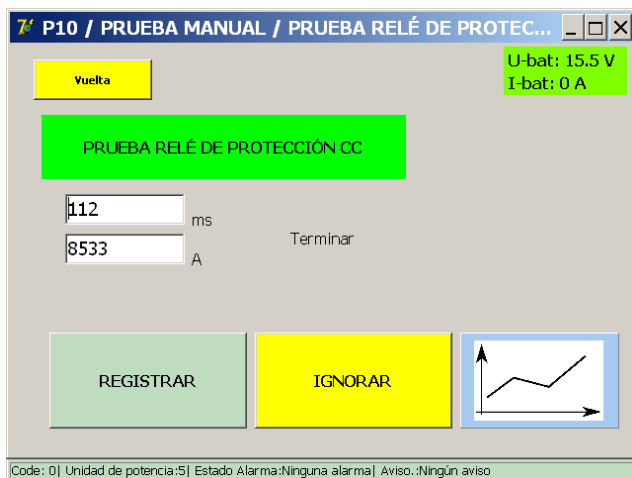 P10 / PRUEBA MANUAL / PRUEBA RELÉ DE PROTEC...
Vuelta
U-bat: 15.5 V
I-bat: 0 A
PRUEBA RELÉ DE PROTECCIÓN CC
112 ms
8533 A
Terminar
REGISTRAR
IGNORAR
Code: 0| Unidad de potencia:5| Estado Alarma:Ninguna alarma| Aviso.:Ningún aviso